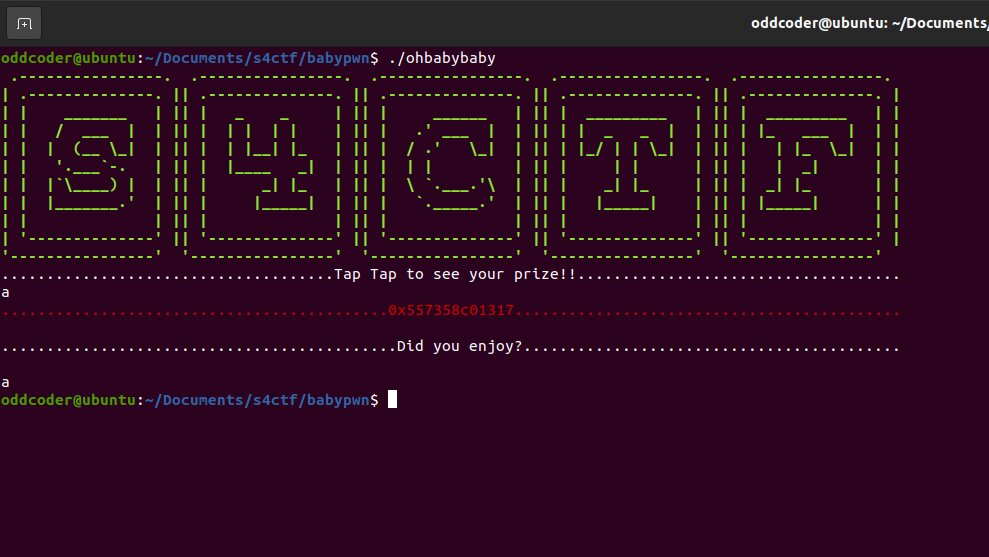 oddcoder@ubuntu: ~/Documents/
oddcoder@ubuntu:~/Documents/s4ctf/babypwn$ ./ohbabybaby
S4CTF
.....................................Tap Tap to see your prize!!....................................
a
...........................................0x557358c01317...........................................
............................................Did you enjoy?..........................................
a
oddcoder@ubuntu:~/Documents/s4ctf/babypwn$